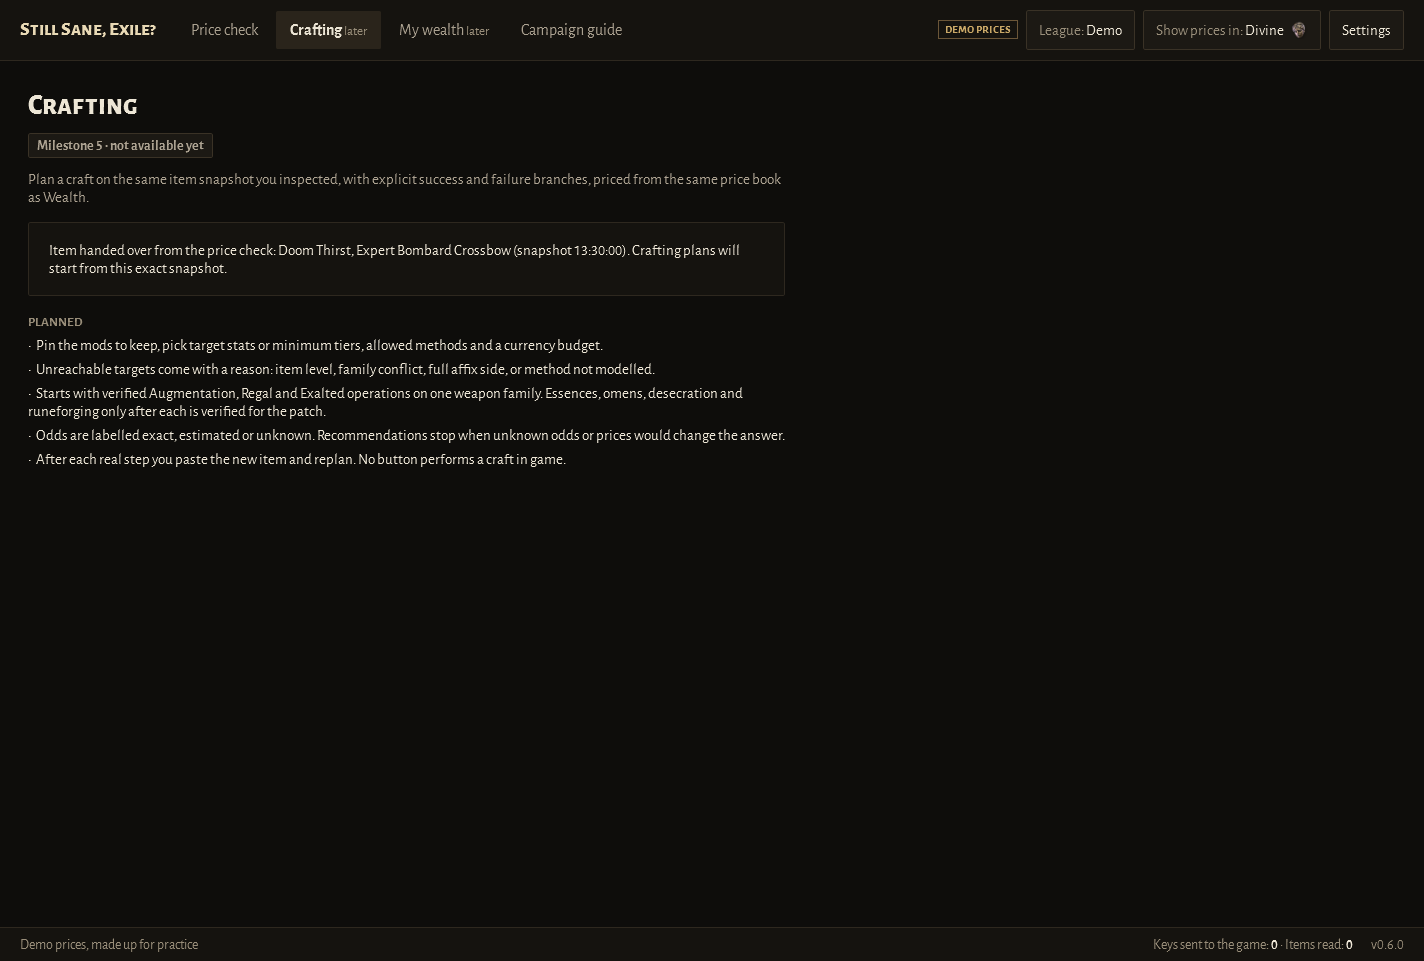 Still Sane, Exile?
Price check
Crafting later
My wealth later
Campaign guide
DEMO PRICES
League: Demo
Show prices in: Divine
Settings
Crafting
Milestone 5 · not available yet
Plan a craft on the same item snapshot you inspected, with explicit success and failure branches, priced from the same price book
as Wealth.
Item handed over from the price check: Doom Thirst, Expert Bombard Crossbow (snapshot 13:30:00). Crafting plans will
start from this exact snapshot.
PLANNED
· Pin the mods to keep, pick target stats or minimum tiers, allowed methods and a currency budget.
· Unreachable targets come with a reason: item level, family conflict, full affix side, or method not modelled.
· Starts with verified Augmentation, Regal and Exalted operations on one weapon family. Essences, omens, desecration and
runeforging only after each is verified for the patch.
· Odds are labelled exact, estimated or unknown. Recommendations stop when unknown odds or prices would change the answer.
· After each real step you paste the new item and replan. No button performs a craft in game.
Demo prices, made up for practice
Keys sent to the game: 0 · Items read: 0
v0.6.0